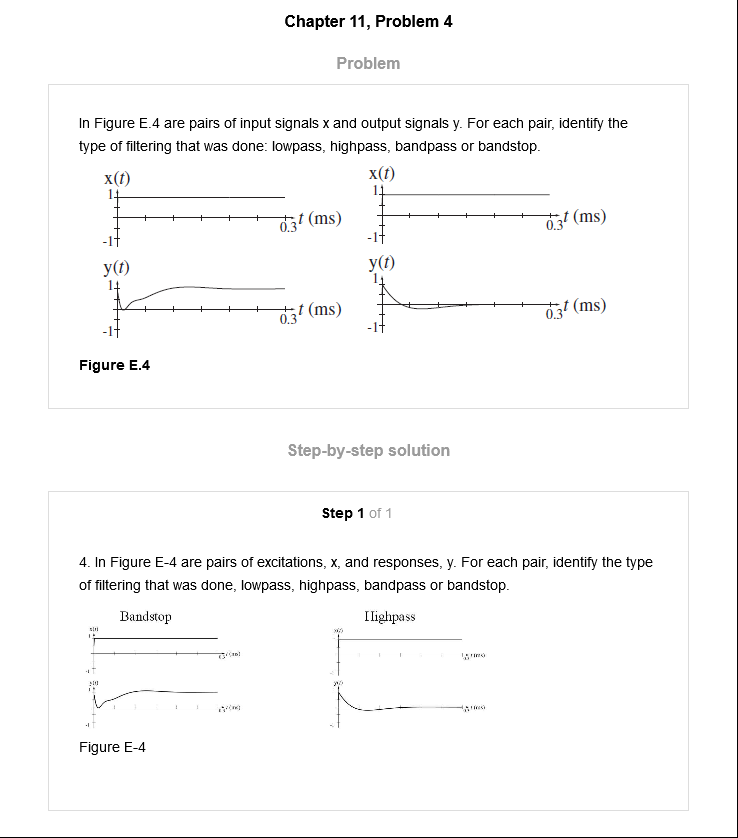 Chapter 11, Problem 4
Problem
In Figure E.4 are pairs of input signals x and output signals y. For each pair, identify the
type of filtering that was done: lowpass, highpass, bandpass or bandstop.
x(t) x(t)
1 1
t (ms) t (ms)
0.3 0.3
-1 -1
y(t) y(t)
1 1
t (ms) t (ms)
0.3 0.3
-1 -1
Figure E.4
Step-by-step solution
Step 1 of 1
4. In Figure E-4 are pairs of excitations, x, and responses, y. For each pair, identify the type
of filtering that was done, lowpass, highpass, bandpass or bandstop.
Bandstop Highpass
x(t) x(t)
Figure E-4